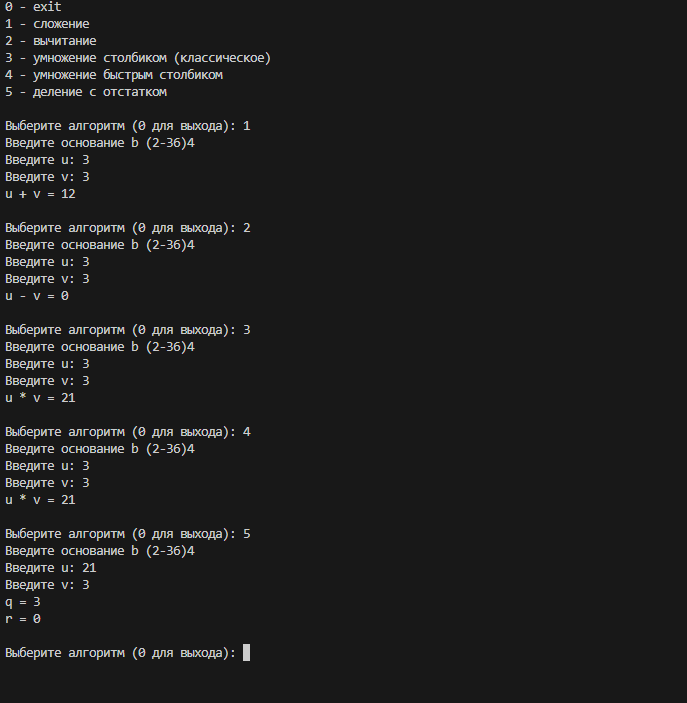 0 - exit
1 - сложение
2 - вычитание
3 - умножение столбиком (классическое)
4 - умножение быстрым столбиком
5 - деление с отстатком
Выберите алгоритм (0 для выхода): 1
Введите основание b (2-36)4
Введите u: 3
Введите v: 3
u + v = 12
Выберите алгоритм (0 для выхода): 2
Введите основание b (2-36)4
Введите u: 3
Введите v: 3
u - v = 0
Выберите алгоритм (0 для выхода): 3
Введите основание b (2-36)4
Введите u: 3
Введите v: 3
u * v = 21
Выберите алгоритм (0 для выхода): 4
Введите основание b (2-36)4
Введите u: 3
Введите v: 3
u * v = 21
Выберите алгоритм (0 для выхода): 5
Введите основание b (2-36)4
Введите u: 21
Введите v: 3
q = 3
r = 0
Выберите алгоритм (0 для выхода):